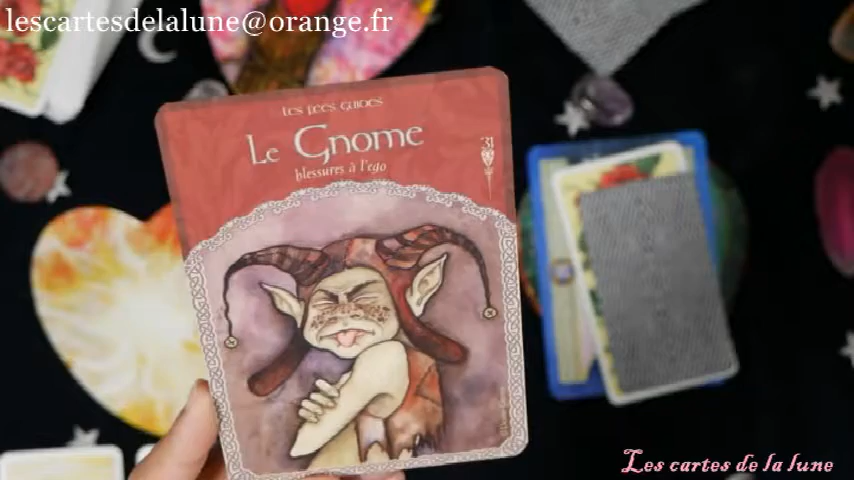 lescartesdelalune@orange.fr
Les Fées Guides
Le Gnome
31
blessures à l'ego
Les cartes de la lune